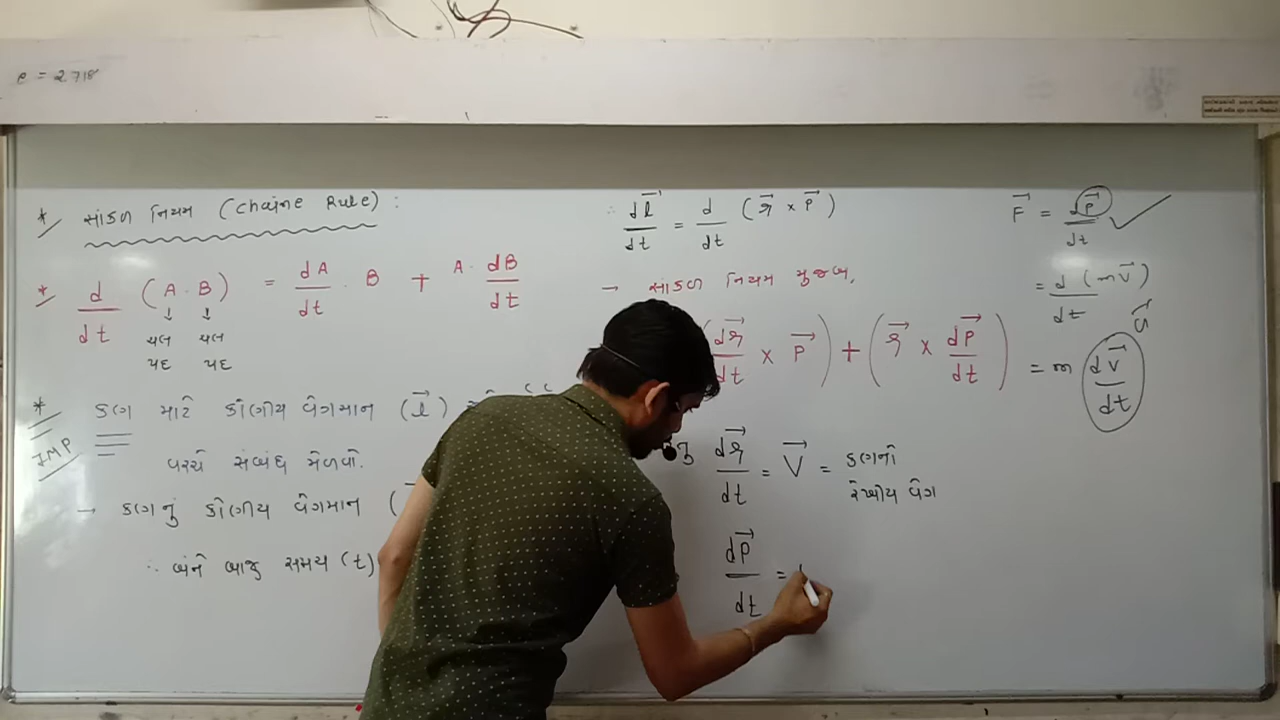 e = 2.718
* સાંકળ નિયમ (Chaine Rule) :
* d/dt (A · B) = dA/dt · B + A · dB/dt
↓ ↓
ચલ ચલ
પદ પદ
* IMP કણ માટે કોણીય વેગમાન (l⃗)
વચ્ચે સંબંધ મેળવો.
→ કણનું કોણીય વેગમાન (
∴ બંને બાજુ સમય (t)
∴ dl⃗/dt = d/dt (r⃗ × P⃗)
→ સાંકળ નિયમ મુજબ,
(dr⃗/dt × P⃗) + (r⃗ × dP⃗/dt)
dr⃗/dt = V⃗ = કણનો
રેખીય વેગ
dP⃗/dt =
F⃗ = dP⃗/dt ✓
= d/dt (mV⃗)
= m dV⃗/dt